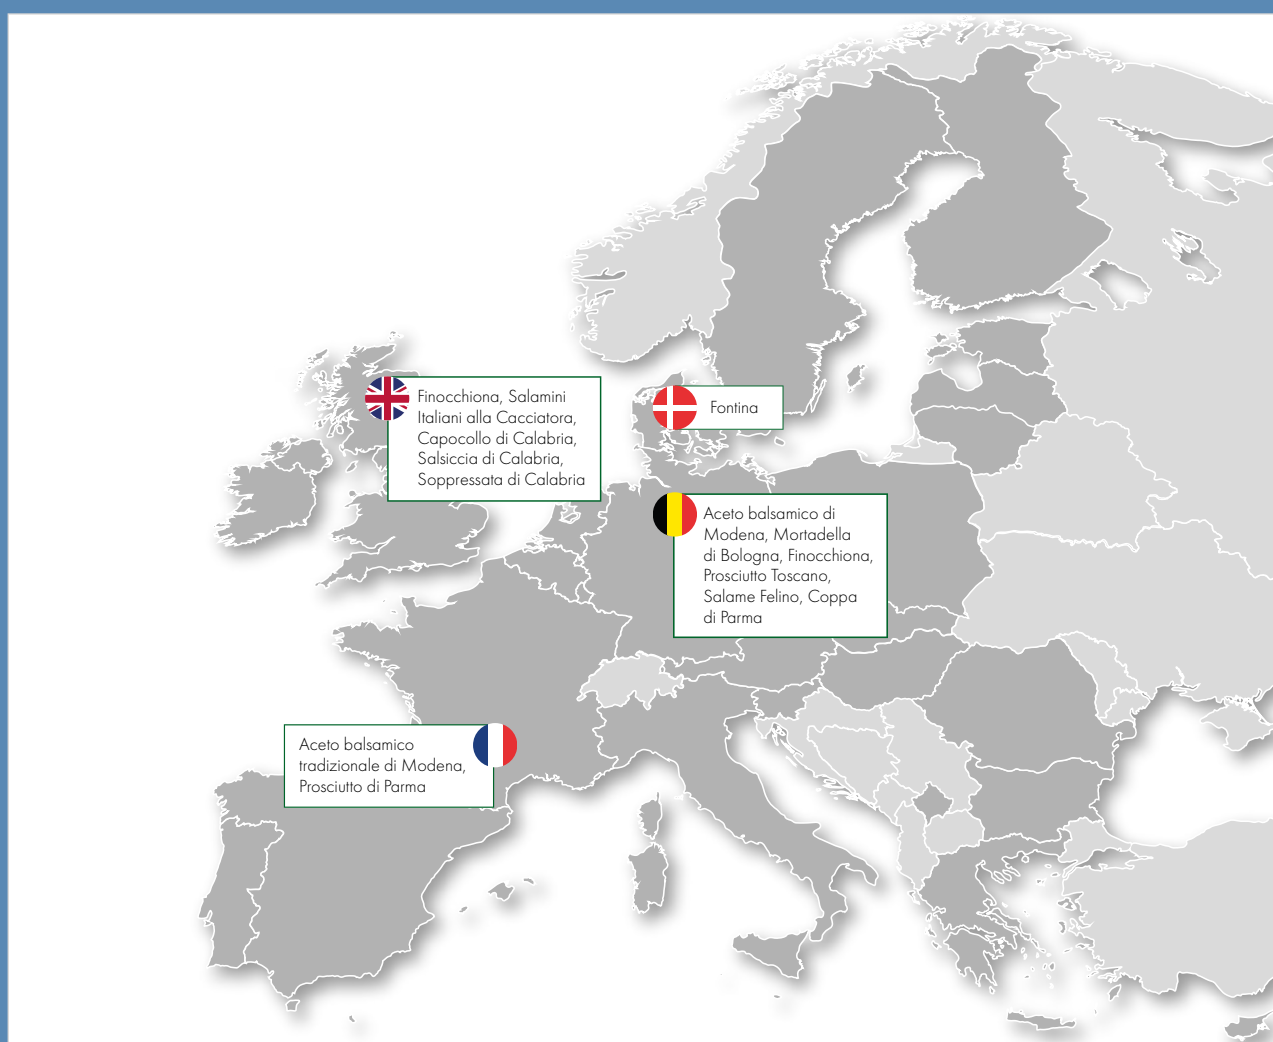 Finocchiona, Salamini
Italiani alla Cacciatora,
Capocollo di Calabria,
Salsiccia di Calabria,
Soppressata di Calabria
Fontina
Aceto balsamico di
Modena, Mortadella
di Bologna, Finocchiona,
Prosciutto Toscano,
Salame Felino, Coppa
di Parma
Aceto balsamico
tradizionale di Modena,
Prosciutto di Parma